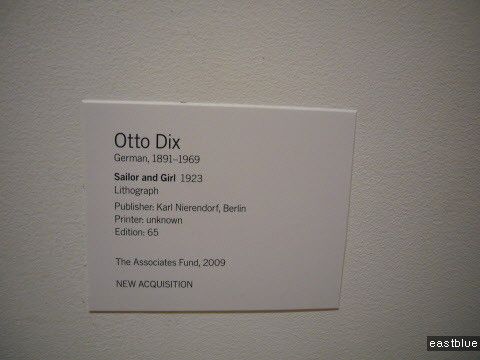 Otto Dix
German, 1891–1969
Sailor and Girl 1923
Lithograph
Publisher: Karl Nierendorf, Berlin
Printer: unknown
Edition: 65
The Associates Fund, 2009
NEW ACQUISITION
eastblue